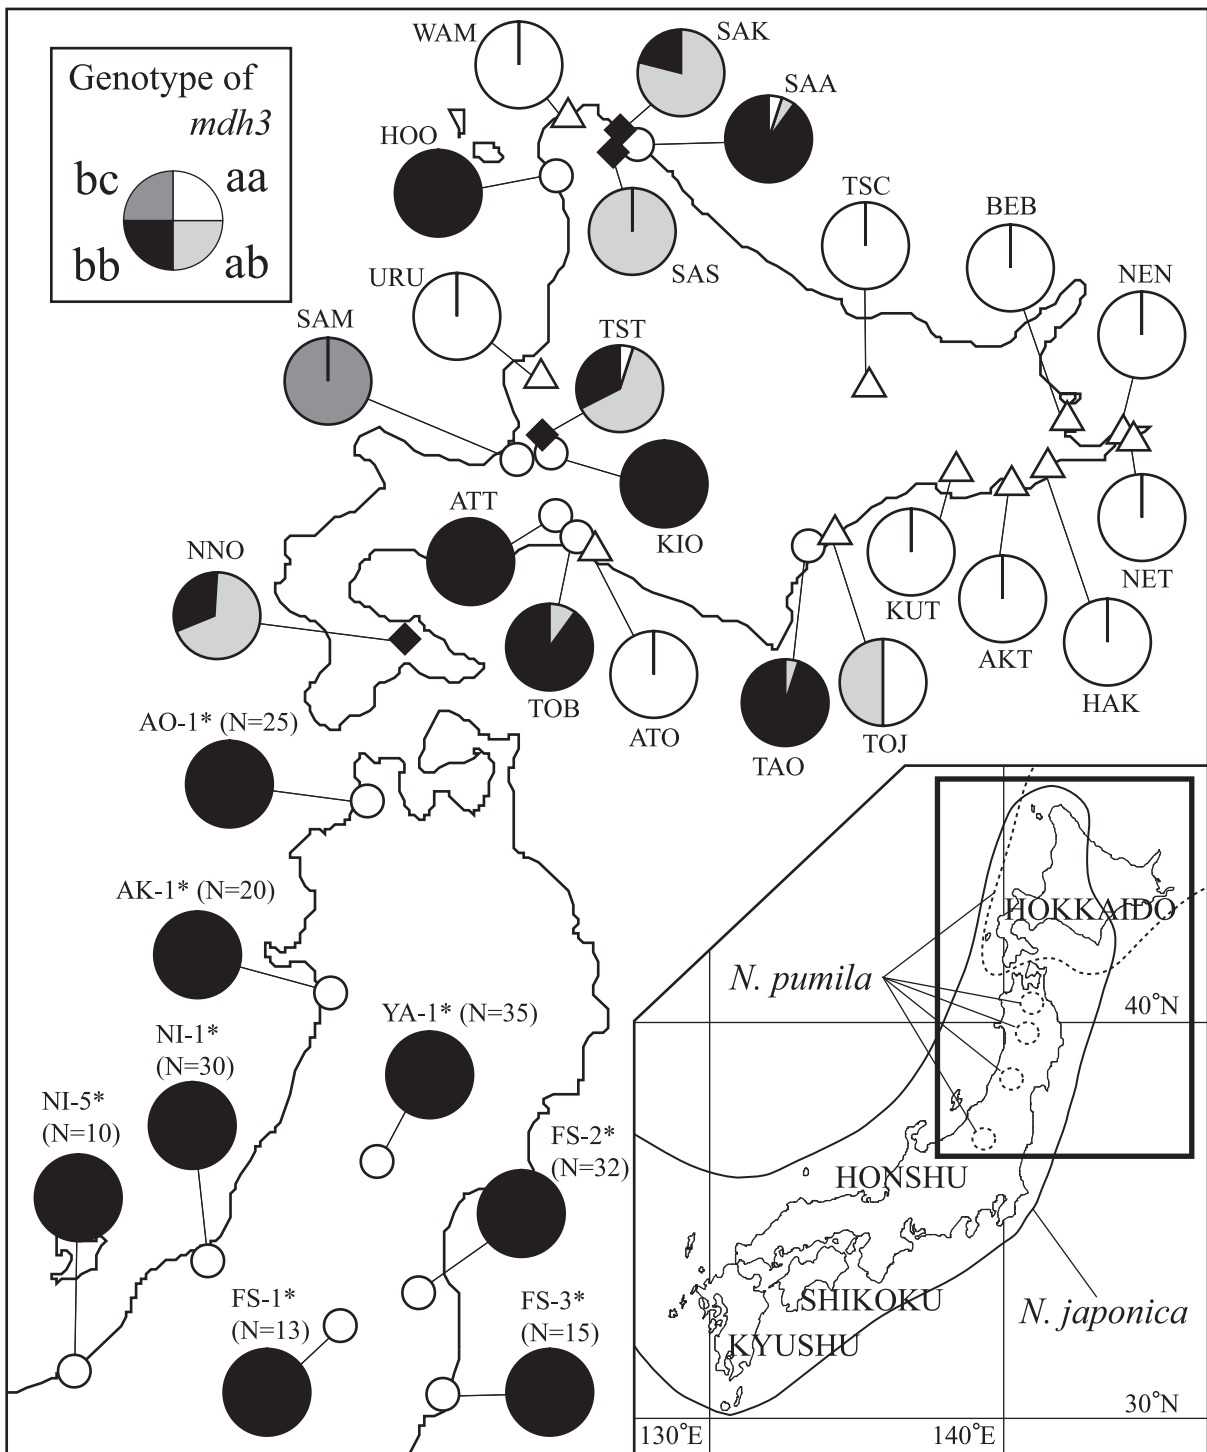 Genotype of
mdh3
bc
aa
bb
ab
WAM
SAK
SAA
HOO
TSC
BEB
NEN
SAS
URU
SAM
TST
ATT
KIO
NNO
KUT
NET
AKT
HAK
TOB
ATO
TAO
TOJ
AO-1* (N=25)
AK-1* (N=20)
YA-1* (N=35)
NI-1*
(N=30)
NI-5*
(N=10)
FS-2*
(N=32)
FS-1*
(N=13)
FS-3*
(N=15)
HOKKAIDO
N. pumila
40°N
HONSHU
SHIKOKU
N. japonica
KYUSHU
30°N
130°E
140°E